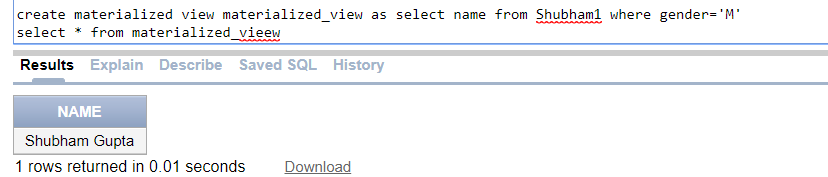 create materialized view materialized_view as select name from Shubham1 where gender='M'
select * from materialized_vieew
Results Explain Describe Saved SQL History
NAME
Shubham Gupta
1 rows returned in 0.01 seconds Download